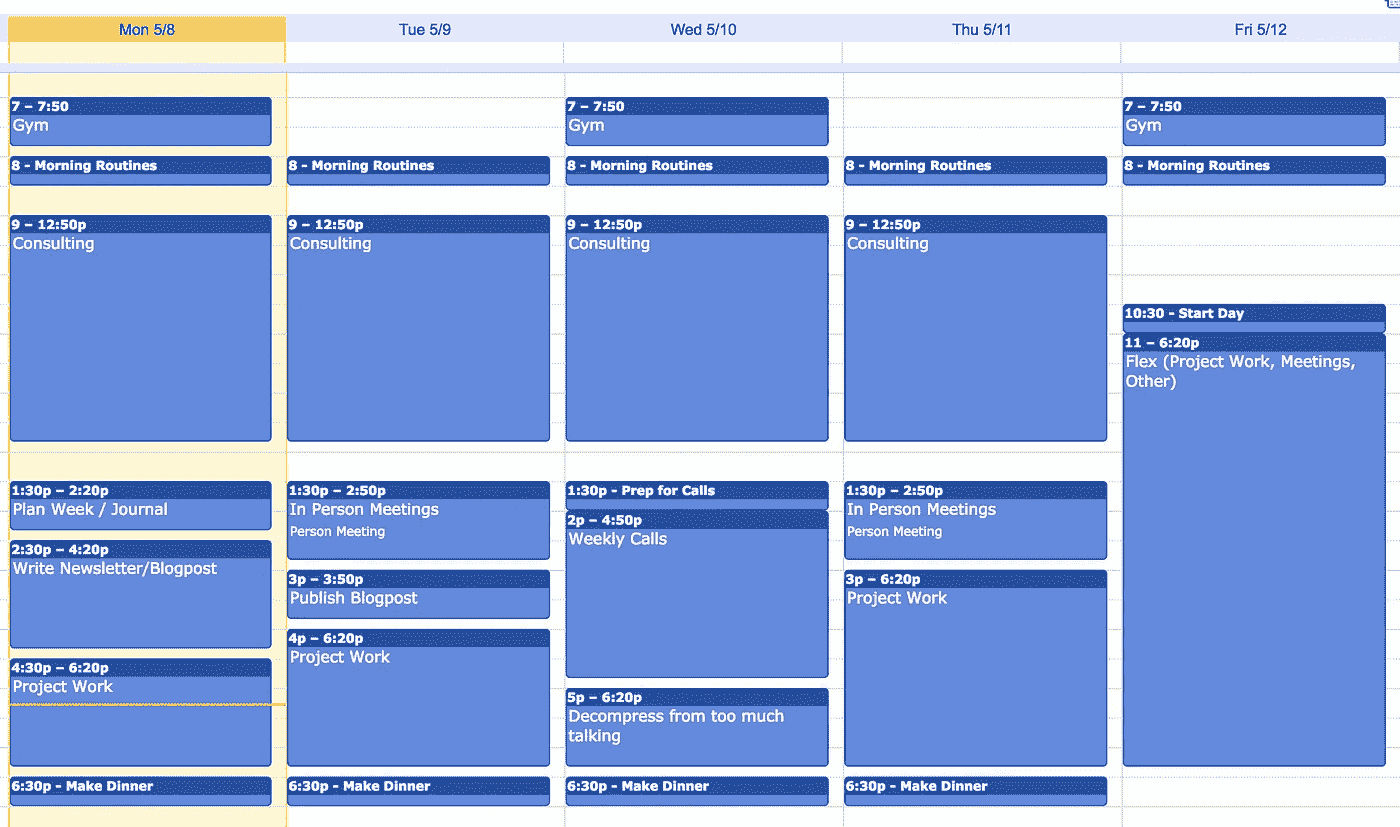 Mon 5/8
Tue 5/9
Wed 5/10
Thu 5/11
Fri 5/12
7 – 7:50
Gym
8 - Morning Routines
9 – 12:50p
Consulting
1:30p – 2:20p
Plan Week / Journal
2:30p – 4:20p
Write Newsletter/Blogpost
4:30p – 6:20p
Project Work
6:30p - Make Dinner
8 - Morning Routines
9 – 12:50p
Consulting
1:30p – 2:50p
In Person Meetings
Person Meeting
3p – 3:50p
Publish Blogpost
4p – 6:20p
Project Work
6:30p - Make Dinner
7 – 7:50
Gym
8 - Morning Routines
9 – 12:50p
Consulting
1:30p - Prep for Calls
2p – 4:50p
Weekly Calls
5p – 6:20p
Decompress from too much
talking
6:30p - Make Dinner
8 - Morning Routines
9 – 12:50p
Consulting
1:30p – 2:50p
In Person Meetings
Person Meeting
3p – 6:20p
Project Work
6:30p - Make Dinner
7 – 7:50
Gym
8 - Morning Routines
10:30 - Start Day
11 – 6:20p
Flex (Project Work, Meetings,
Other)